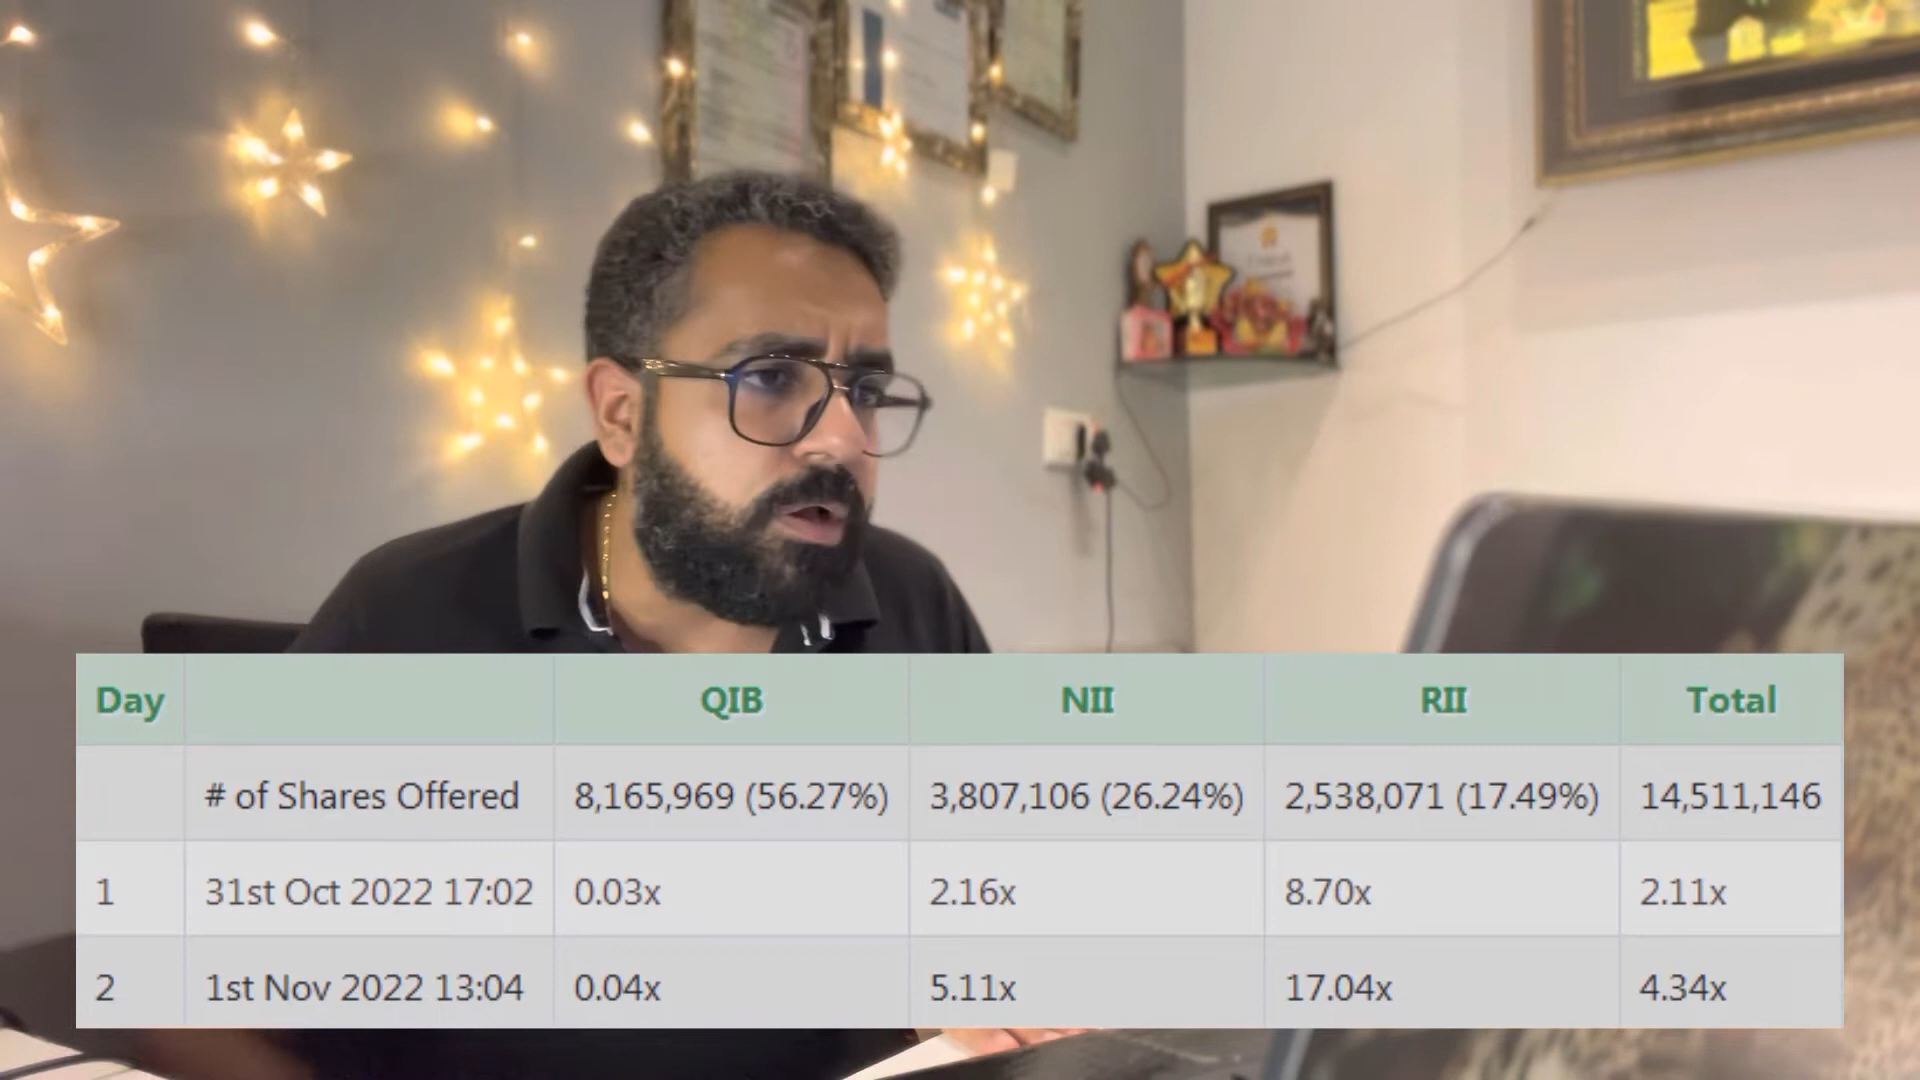 Day QIB NII RII Total
# of Shares Offered 8,165,969 (56.27%) 3,807,106 (26.24%) 2,538,071 (17.49%) 14,511,146
1 31st Oct 2022 17:02 0.03x 2.16x 8.70x 2.11x
2 1st Nov 2022 13:04 0.04x 5.11x 17.04x 4.34x